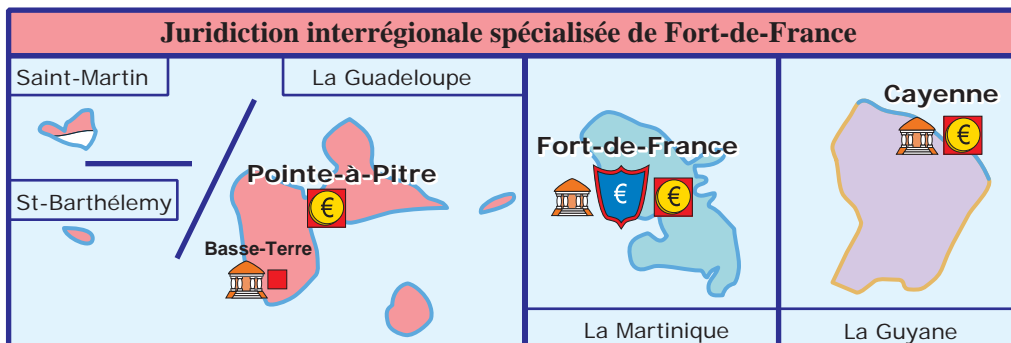 Juridiction interrégionale spécialisée de Fort-de-France
Saint-Martin
La Guadeloupe
Cayenne
€
Fort-de-France
€
€
Pointe-à-Pitre
€
St-Barthélemy
Basse-Terre
La Martinique
La Guyane